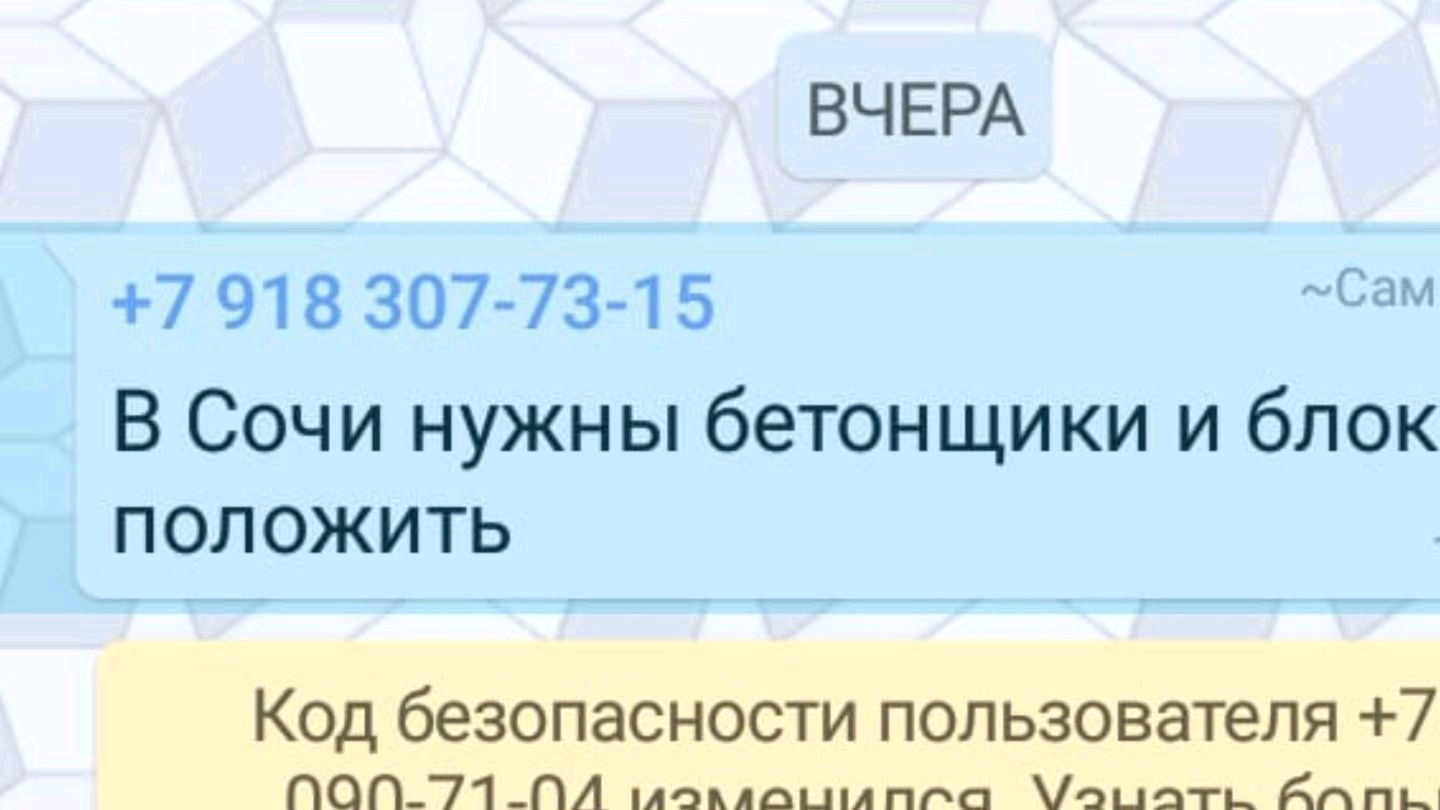 ВЧЕРА
+7 918 307-73-15 ~Сам
В Сочи нужны бетонщики и блок
положить
Код безопасности пользователя +7
090-71-04 изменился. Узнать боль